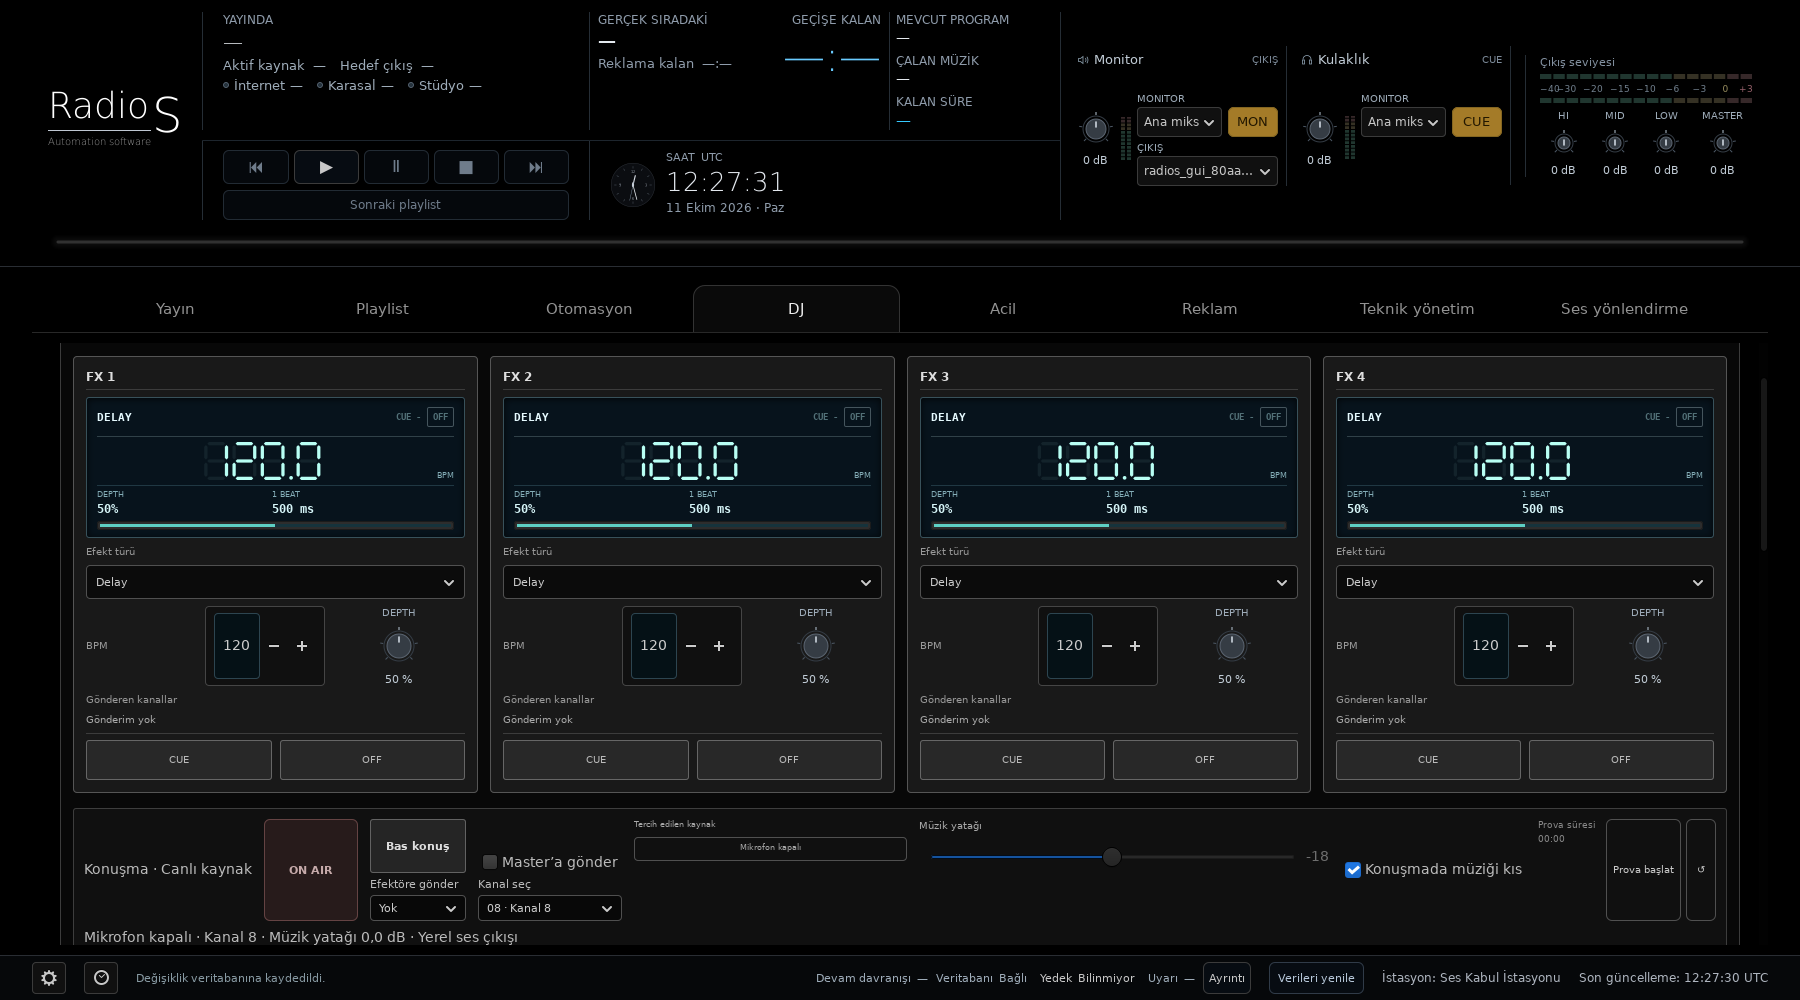 Radio S
Automation software
YAYINDA
—
Aktif kaynak — Hedef çıkış —
İnternet — Karasal — Stüdyo —
Sonraki playlist
GERÇEK SIRADAKİ
—
Reklama kalan —:—
GEÇİŞE KALAN
—:—
MEVCUT PROGRAM
—
ÇALAN MÜZİK
—
KALAN SÜRE
—
SAAT UTC
12:27:31
11 Ekim 2026 · Paz
Monitor ÇIKIŞ
MONITOR
Ana miks MON
0 dB
ÇIKIŞ
radios_gui_80aa...
Kulaklık CUE
MONITOR
Ana miks CUE
0 dB
Çıkış seviyesi
−40 −30 −20 −15 −10 −6 −3 0 +3
HI MID LOW MASTER
0 dB 0 dB 0 dB 0 dB
Yayın Playlist Otomasyon DJ Acil Reklam Teknik yönetim Ses yönlendirme
FX 1
DELAY CUE - OFF
120.0 BPM
DEPTH 1 BEAT
50% 500 ms
Efekt türü
Delay
DEPTH
BPM 120 − +
50 %
Gönderen kanallar
Gönderim yok
CUE OFF
FX 2
DELAY CUE - OFF
120.0 BPM
DEPTH 1 BEAT
50% 500 ms
Efekt türü
Delay
DEPTH
BPM 120 − +
50 %
Gönderen kanallar
Gönderim yok
CUE OFF
FX 3
DELAY CUE - OFF
120.0 BPM
DEPTH 1 BEAT
50% 500 ms
Efekt türü
Delay
DEPTH
BPM 120 − +
50 %
Gönderen kanallar
Gönderim yok
CUE OFF
FX 4
DELAY CUE - OFF
120.0 BPM
DEPTH 1 BEAT
50% 500 ms
Efekt türü
Delay
DEPTH
BPM 120 − +
50 %
Gönderen kanallar
Gönderim yok
CUE OFF
Konuşma · Canlı kaynak
ON AIR
Bas konuş
Efektöre gönder
Yok
Master’a gönder
Kanal seç
08 · Kanal 8
Tercih edilen kaynak
Mikrofon kapalı
Müzik yatağı
-18
Konuşmada müziği kıs
Prova süresi
00:00
Prova başlat
↺
Mikrofon kapalı · Kanal 8 · Müzik yatağı 0,0 dB · Yerel ses çıkışı
Değişiklik veritabanına kaydedildi.
Devam davranışı — Veritabanı Bağlı Yedek Bilinmiyor Uyarı — Ayrıntı Verileri yenile İstasyon: Ses Kabul İstasyonu Son güncelleme: 12:27:30 UTC